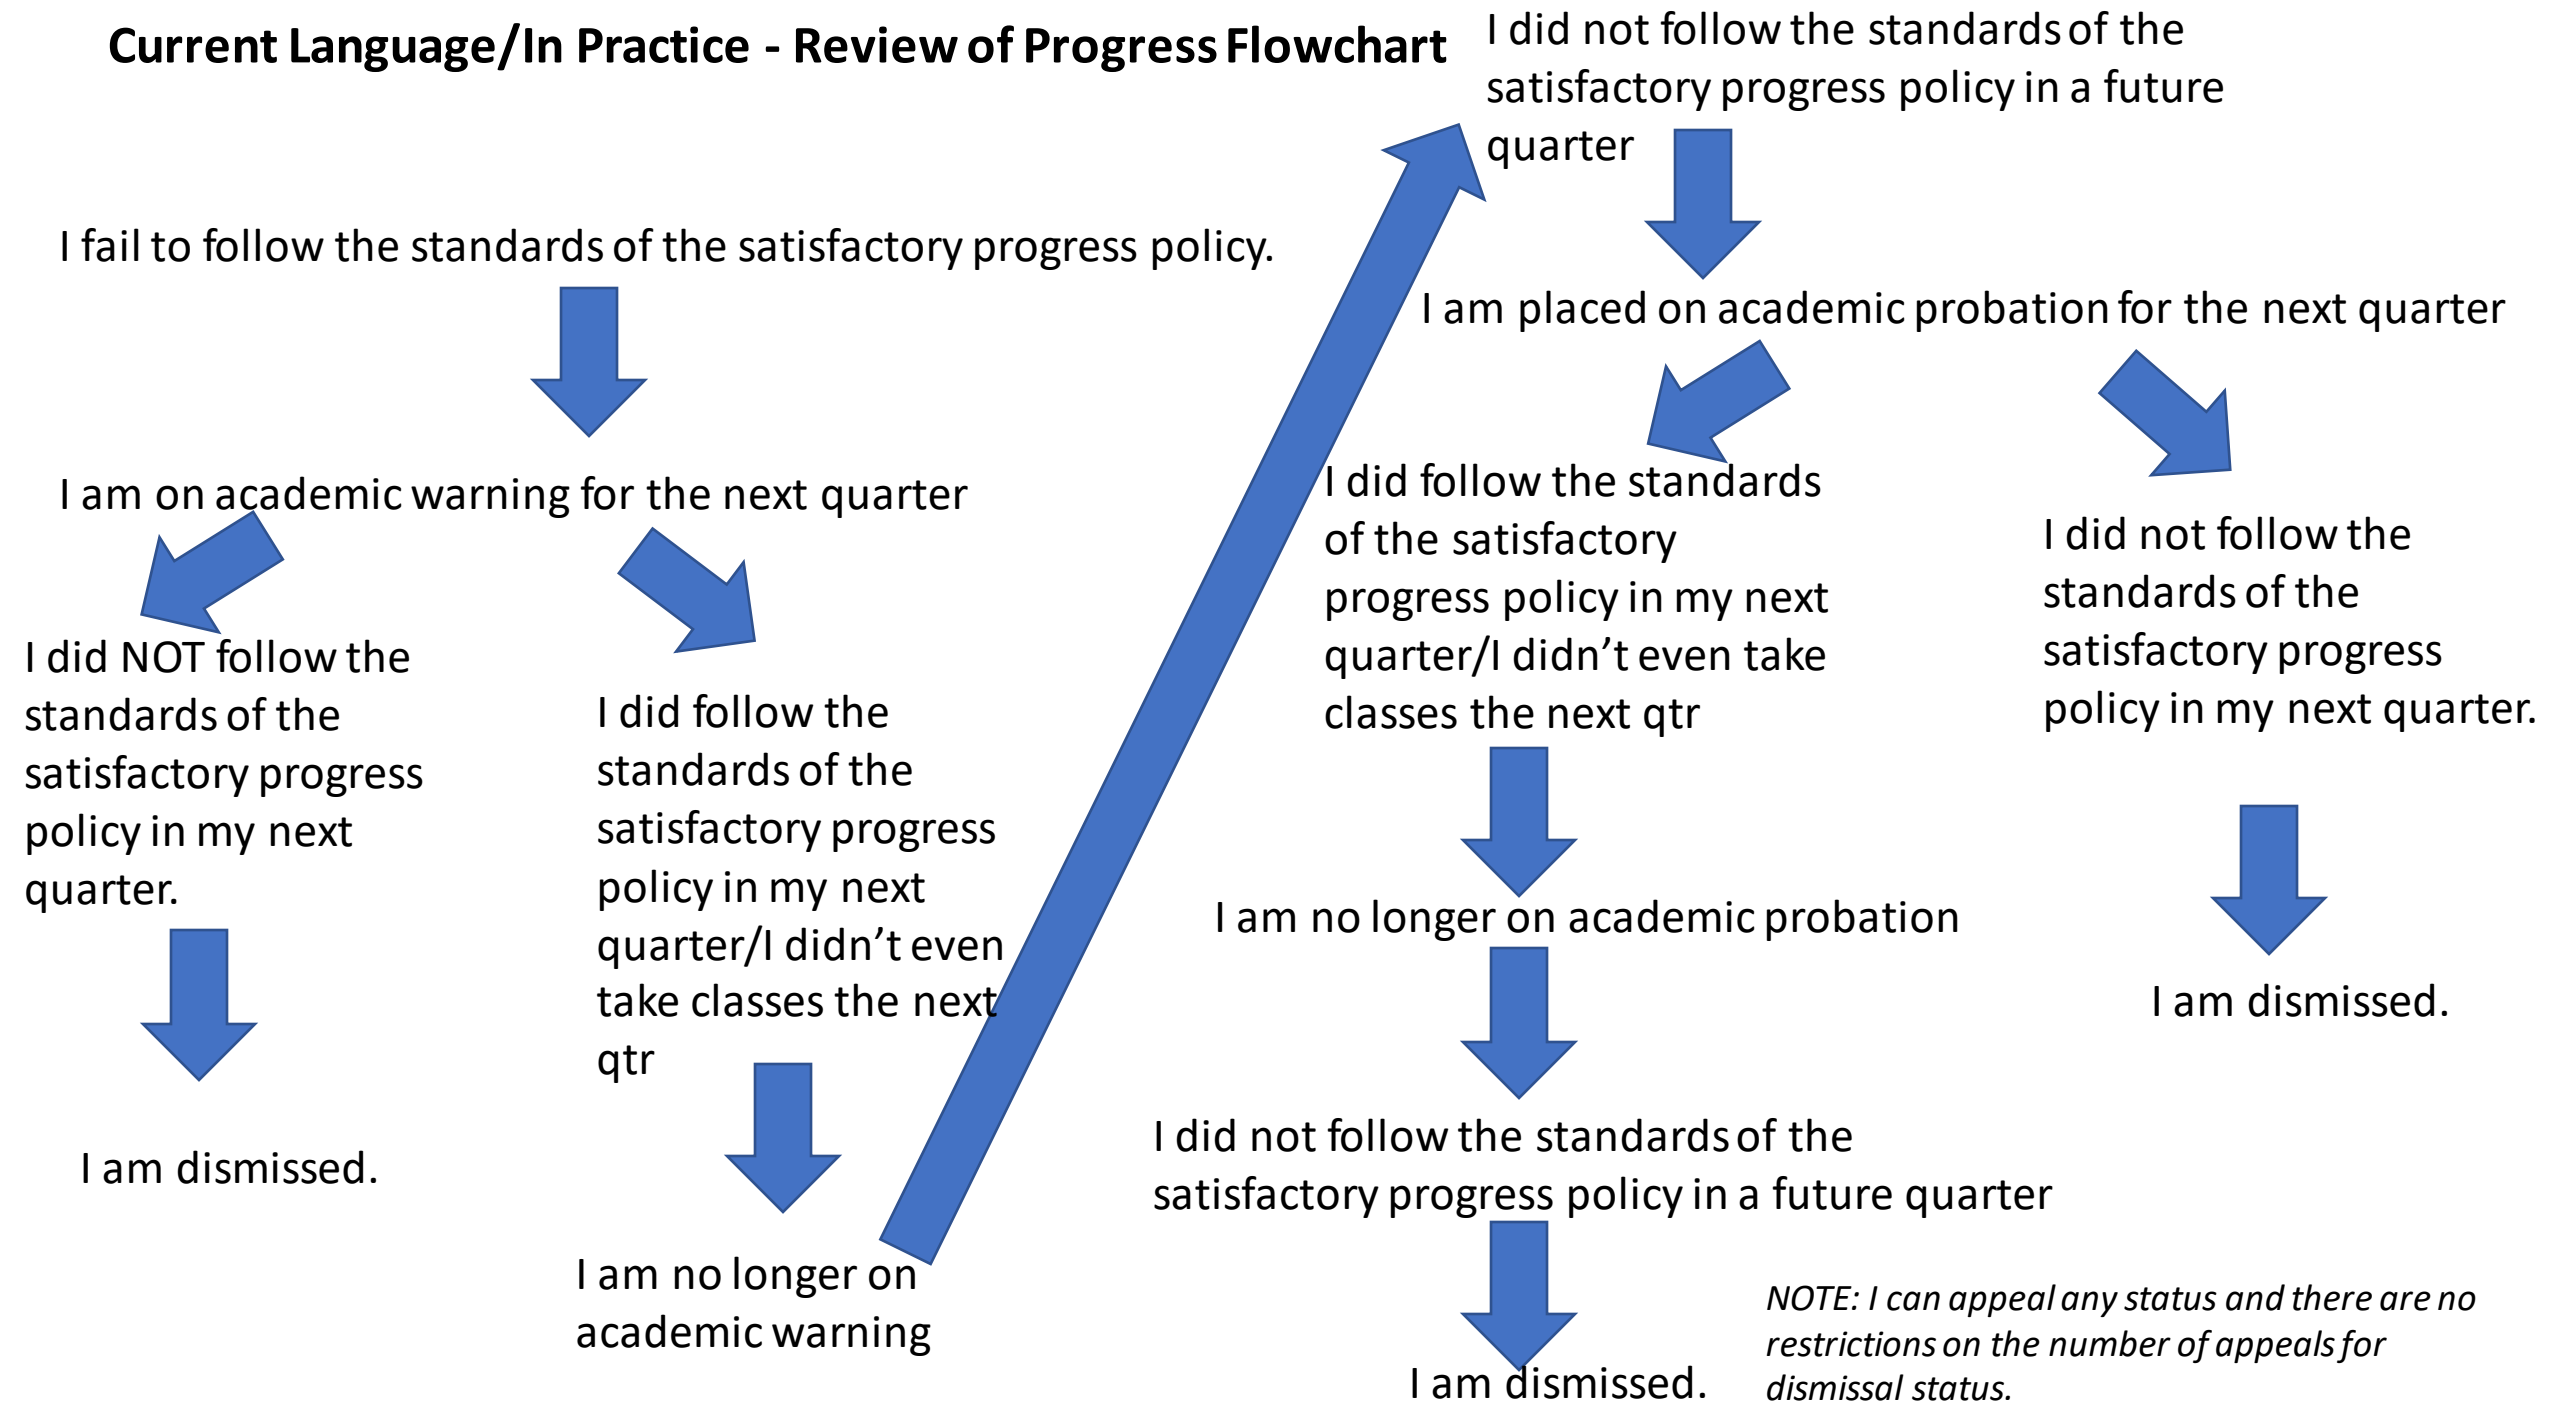 Current Language/In Practice - Review of Progress Flowchart
I fail to follow the standards of the satisfactory progress policy.
I am on academic warning for the next quarter
I did NOT follow the
standards of the
satisfactory progress
policy in my next
quarter.
I am dismissed.
I did follow the
standards of the
satisfactory progress
policy in my next
quarter/I didn’t even
take classes the next
qtr
I am no longer on
academic warning
I did not follow the standards of the
satisfactory progress policy in a future
quarter
I am placed on academic probation for the next quarter
I did follow the standards
of the satisfactory
progress policy in my next
quarter/I didn’t even take
classes the next qtr
I am no longer on academic probation
I did not follow the standards of the
satisfactory progress policy in a future quarter
I am dismissed.
I did not follow the
standards of the
satisfactory progress
policy in my next quarter.
I am dismissed.
NOTE: I can appeal any status and there are no
restrictions on the number of appeals for
dismissal status.